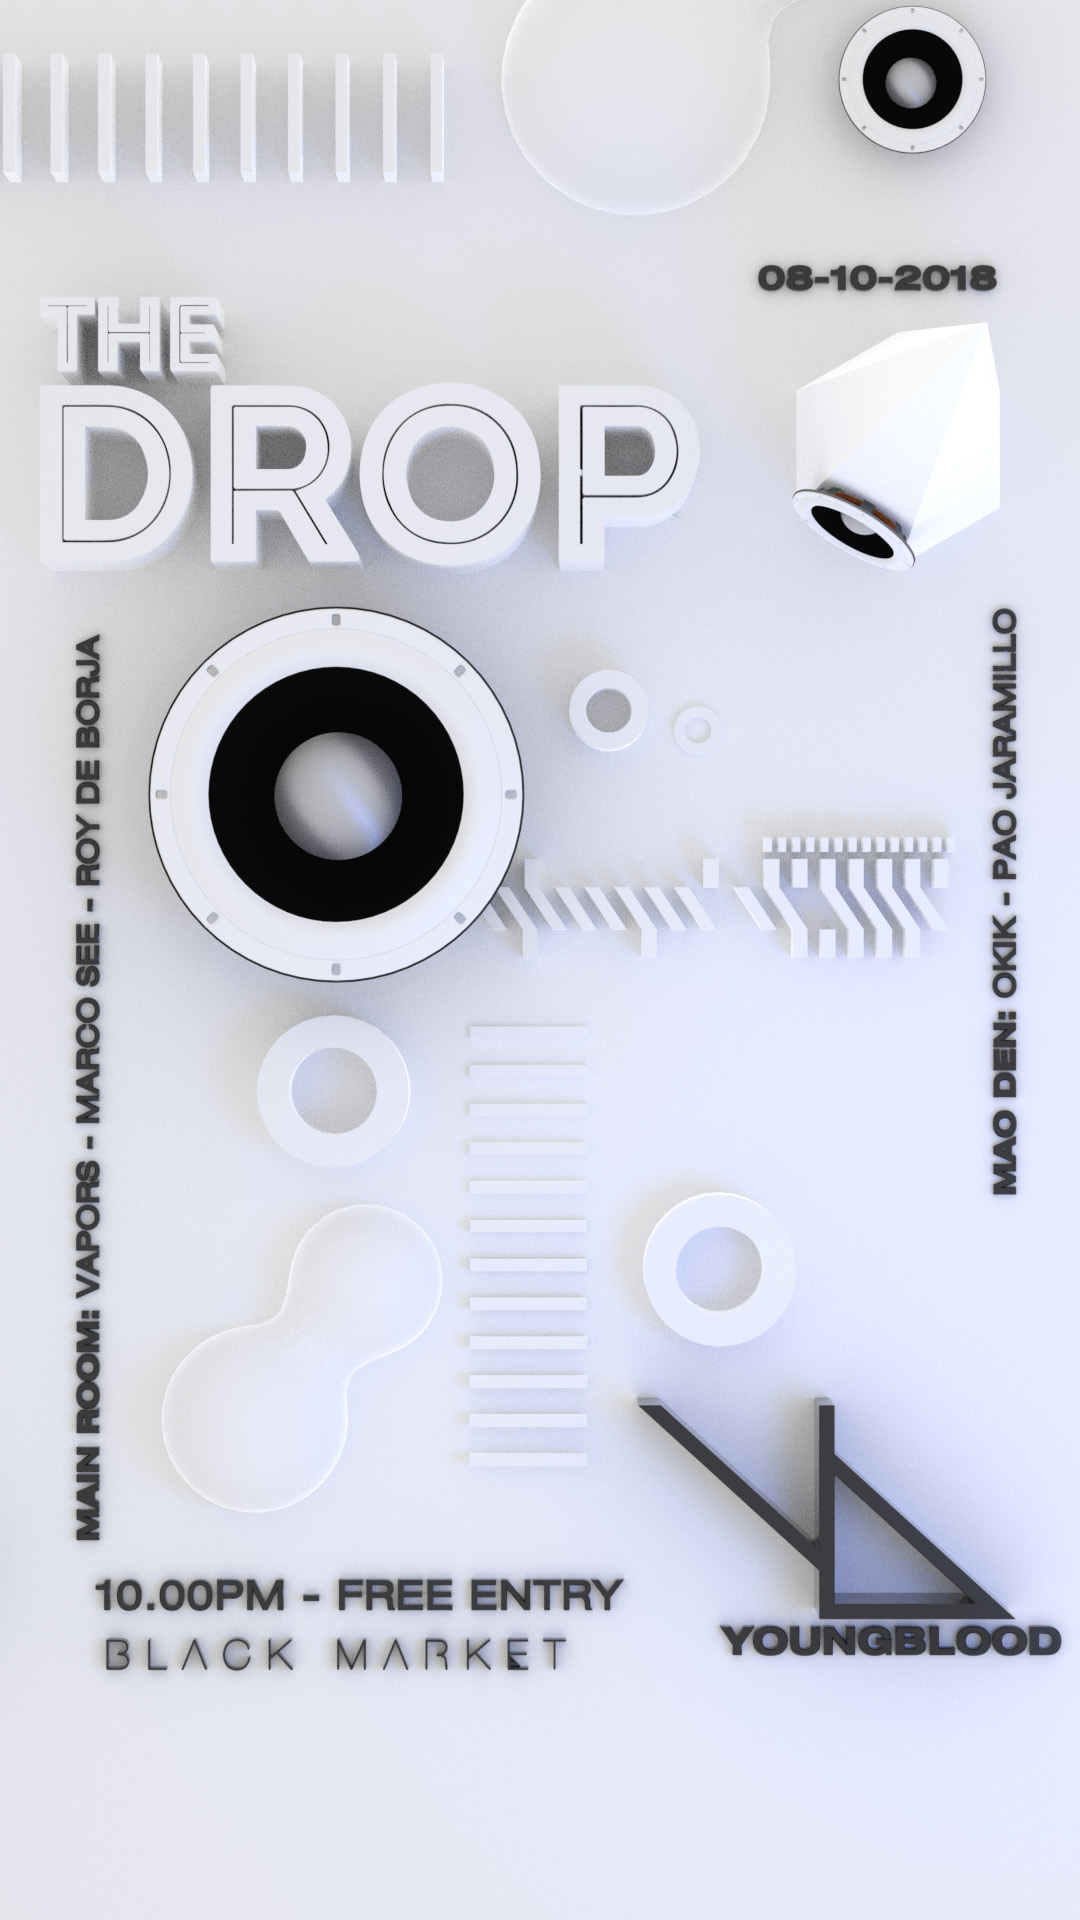 08-10-2018
THE
DROP
MAIN ROOM: VAPORS - MARCO SEE - ROY DE BORJA
MAO DEN: OKIK - PAO JARAMILLO
10.00PM - FREE ENTRY
BLACK MARKET
YOUNGBLOOD